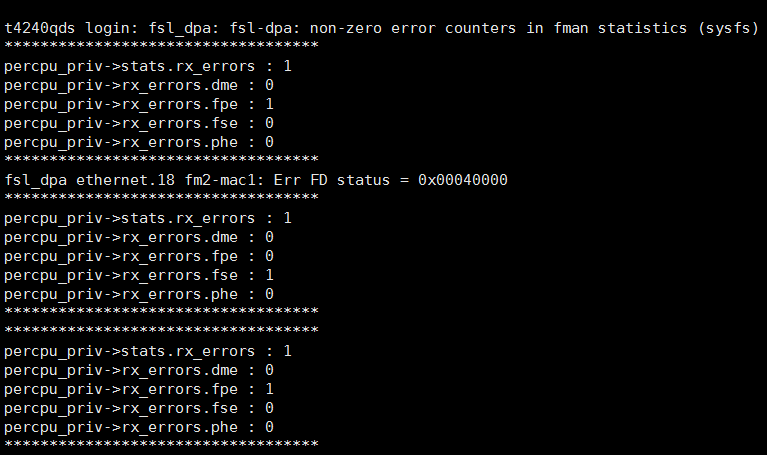 t4240qds login: fsl_dpa: fsl-dpa: non-zero error counters in fman statistics (sysfs)
***********************************
percpu_priv->stats.rx_errors : 1
percpu_priv->rx_errors.dme : 0
percpu_priv->rx_errors.fpe : 1
percpu_priv->rx_errors.fse : 0
percpu_priv->rx_errors.phe : 0
***********************************
fsl_dpa ethernet.18 fm2-mac1: Err FD status = 0x00040000
***********************************
percpu_priv->stats.rx_errors : 1
percpu_priv->rx_errors.dme : 0
percpu_priv->rx_errors.fpe : 0
percpu_priv->rx_errors.fse : 1
percpu_priv->rx_errors.phe : 0
***********************************
***********************************
percpu_priv->stats.rx_errors : 1
percpu_priv->rx_errors.dme : 0
percpu_priv->rx_errors.fpe : 1
percpu_priv->rx_errors.fse : 0
percpu_priv->rx_errors.phe : 0
***********************************